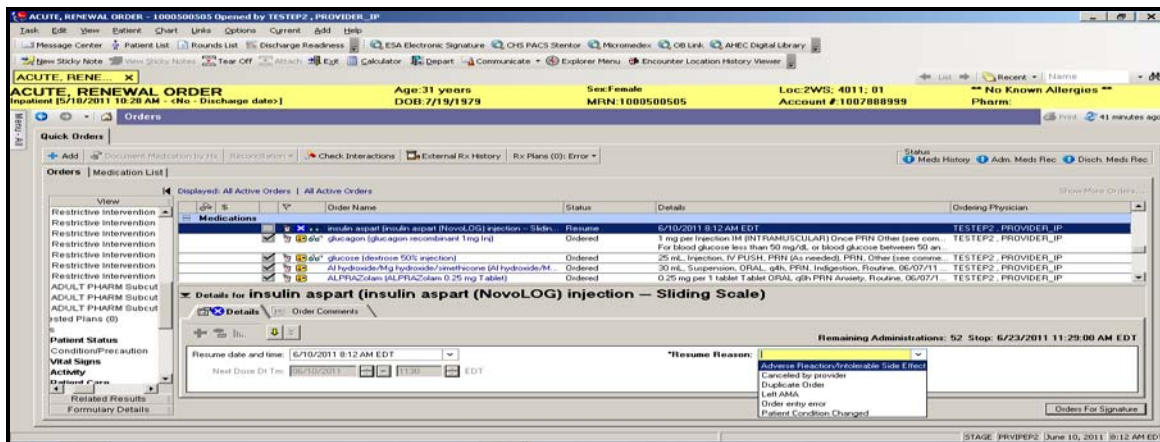 ACUTE, RENEWAL ORDER - 1000500505 Opened by TESTEP2 , PROVIDER_IP
Task Edit View Patient Chart Links Options Current Add Help
Message Center Patient List Rounds List Discharge Readiness ESA Electronic Signature CHS PACS Stentor Micromedex OB Link AHEC Digital Library
New Sticky Note View Sticky Notes Tear Off Attach Exit Calculator Depart Communicate Explorer Menu Encounter Location History Viewer
ACUTE, RENE... List Recent Name
ACUTE, RENEWAL ORDER Age:31 years Sex:Female Loc:2WS; 4011; 01 ** No Known Allergies **
Inpatient [5/18/2011 10:28 AM - <No - Discharge date>] DOB:7/19/1979 MRN:1000500505 Account #:1007888999 Pharm:
Menu - All Orders Print 41 minutes ago
Quick Orders
Add Document Medication by Hx Reconciliation Check Interactions External Rx History Rx Plans (0): Error Status Meds History Adm. Meds Rec Disch. Meds Rec
Orders Medication List
View Displayed: All Active Orders | All Active Orders Show More Orders...
$ Order Name Status Details Ordering Physician
Medications
insulin aspart (insulin aspart (NovoLOG) injection – Slidin... Resume 6/10/2011 8:12 AM EDT TESTEP2 , PROVIDER_IP
glucagon (glucagon recombinant 1mg Inj) Ordered 1 mg per Injection IM (INTRAMUSCULAR) Once PRN Other (see com... TESTEP2 , PROVIDER_IP
For blood glucose less than 50 mg/dL or blood glucose between 50 an...
glucose (dextrose 50% injection) Ordered 25 mL, Injection, IV PUSH, PRN (As needed), PRN, Other (see comme... TESTEP2 , PROVIDER_IP
Al hydroxide/Mg hydroxide/simethicone (Al hydroxide/M... Ordered 30 mL, Suspension, ORAL, q4h, PRN, Indigestion, Routine, 06/07/11 ... TESTEP2 , PROVIDER_IP
ALPRAZolam (ALPRAZolam 0.25 mg Tablet) Ordered 0.25 mg per 1 tablet Tablet ORAL q8h PRN Anxiety, Routine, 06/07/1... TESTEP2 , PROVIDER_IP
Restrictive Intervention
Restrictive Intervention
Restrictive Intervention
Restrictive Intervention
Restrictive Intervention
Restrictive Intervention
Restrictive Intervention
ADULT PHARM Subcut
ADULT PHARM Subcut
ested Plans (0)
s
Patient Status
Condition/Precaution
Vital Signs
Activity
Patient Care
Related Results
Formulary Details
Details for insulin aspart (insulin aspart (NovoLOG) injection – Sliding Scale)
Details Order Comments
Remaining Administrations: 52 Stop: 6/23/2011 11:29:00 AM EDT
Resume date and time: 6/10/2011 8:12 AM EDT *Resume Reason:
Next Dose Dt Tm: 06/10/2011 1130 EDT
Adverse Reaction/Intolerable Side Effect
Canceled by provider
Duplicate Order
Left AMA
Order entry error
Patient Condition Changed
Orders For Signature
STAGE PRVIPEP2 June 10, 2011 8:12 AM EDT